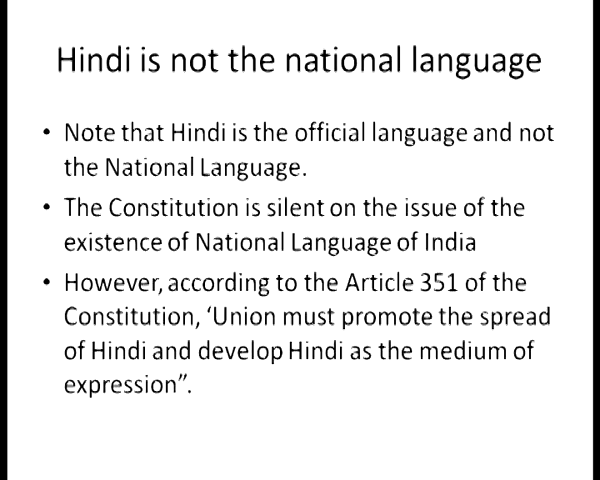 Hindi is not the national language
• Note that Hindi is the official language and not
the National Language.
• The Constitution is silent on the issue of the
existence of National Language of India
• However, according to the Article 351 of the
Constitution, ‘Union must promote the spread
of Hindi and develop Hindi as the medium of
expression”.